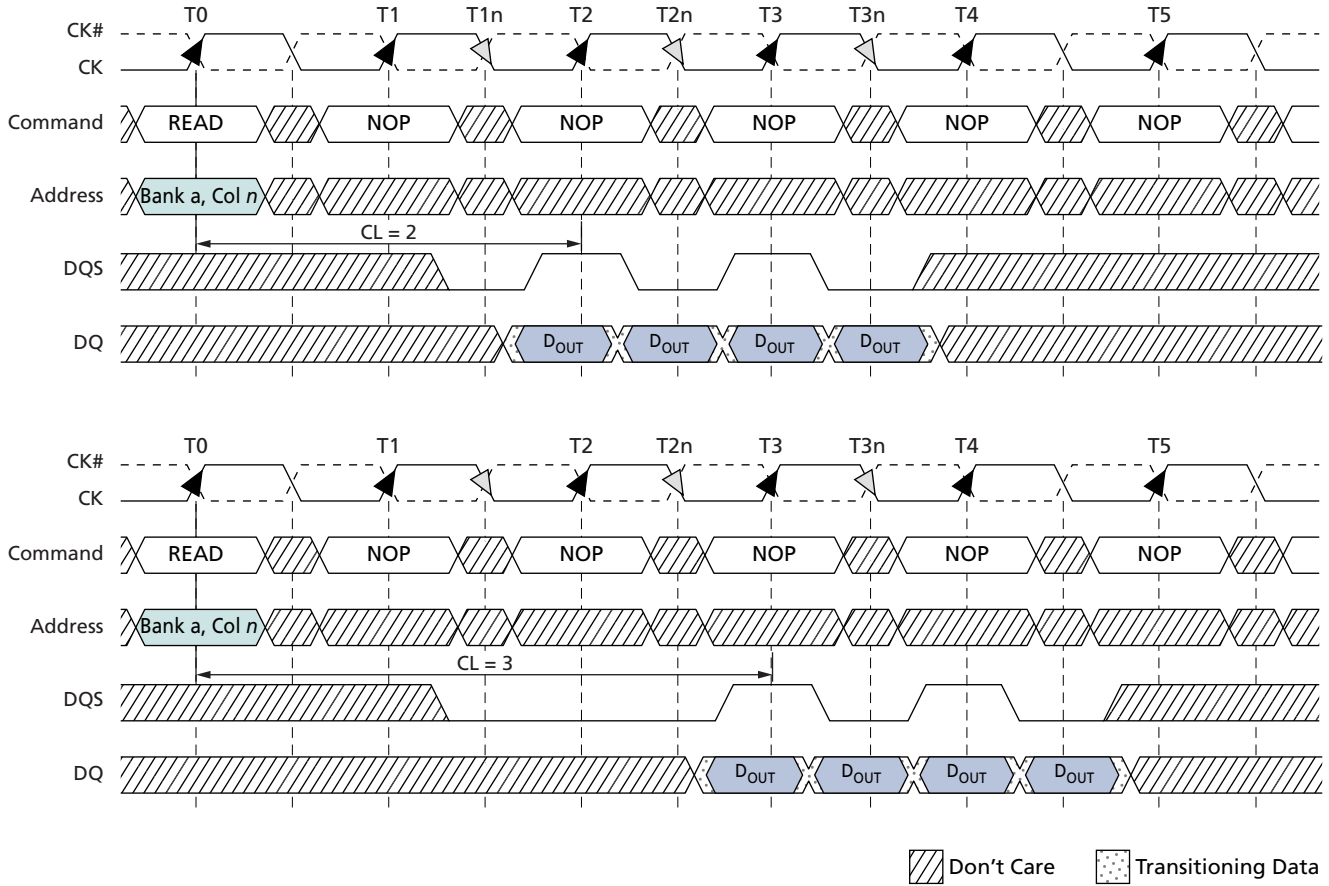 T0 T1 T1n T2 T2n T3 T3n T4 T5
CK#
CK
Command READ NOP NOP NOP NOP NOP
Address Bank a, Col n
CL = 2
DQS
DQ DOUT DOUT DOUT DOUT
T0 T1 T2 T2n T3 T3n T4 T5
CK#
CK
Command READ NOP NOP NOP NOP NOP
Address Bank a, Col n
CL = 3
DQS
DQ DOUT DOUT DOUT DOUT
Don't Care Transitioning Data